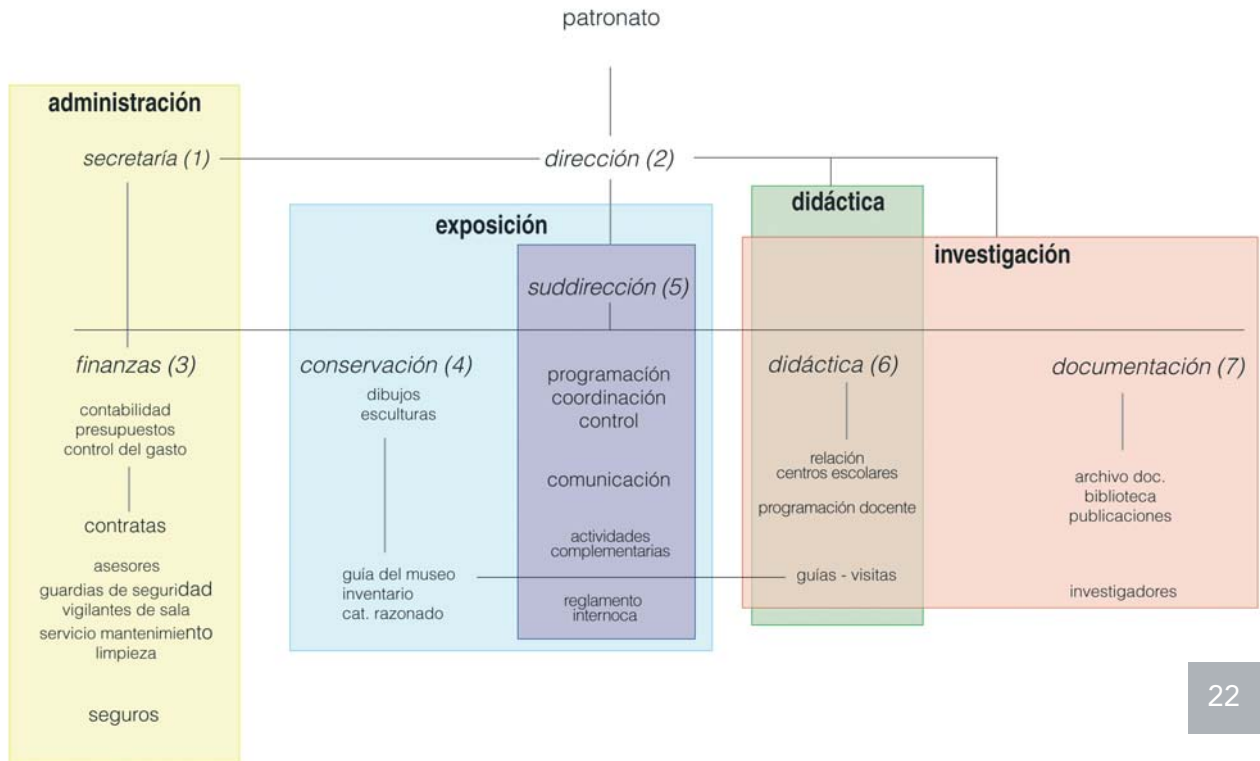 patronato
administración
secretaría (1)
dirección (2)
didáctica
exposición
investigación
suddirección (5)
finanzas (3)
contabilidad
presupuestos
control del gasto
contratas
asesores
guardias de seguridad
vigilantes de sala
servicio mantenimiento
limpieza
seguros
conservación (4)
dibujos
esculturas
guía del museo
inventario
cat. razonado
programación
coordinación
control
comunicación
actividades
complementarias
reglamento
internoca
didáctica (6)
relación
centros escolares
programación docente
guías - visitas
documentación (7)
archivo doc.
biblioteca
publicaciones
investigadores
22